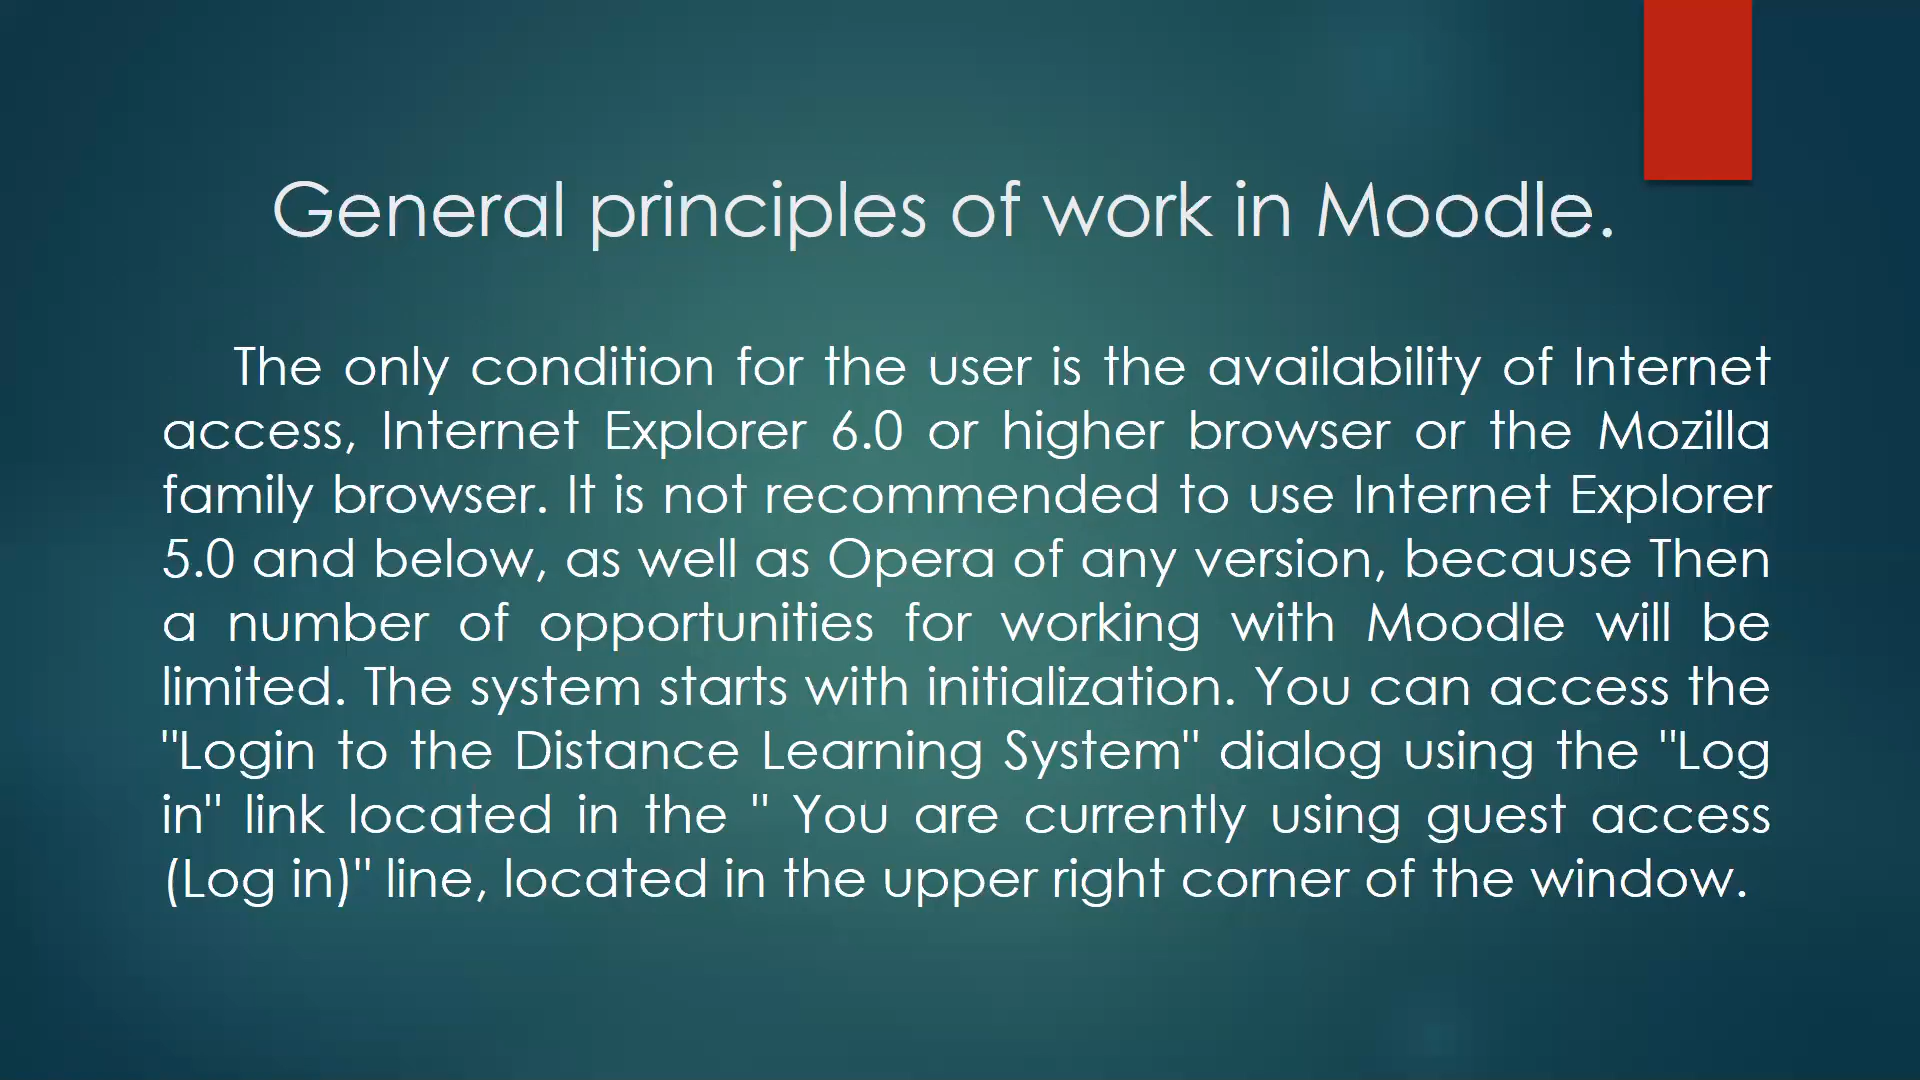 General principles of work in Moodle.
The only condition for the user is the availability of Internet
access, Internet Explorer 6.0 or higher browser or the Mozilla
family browser. It is not recommended to use Internet Explorer
5.0 and below, as well as Opera of any version, because Then
a number of opportunities for working with Moodle will be
limited. The system starts with initialization. You can access the
"Login to the Distance Learning System" dialog using the "Log
in" link located in the " You are currently using guest access
(Log in)" line, located in the upper right corner of the window.